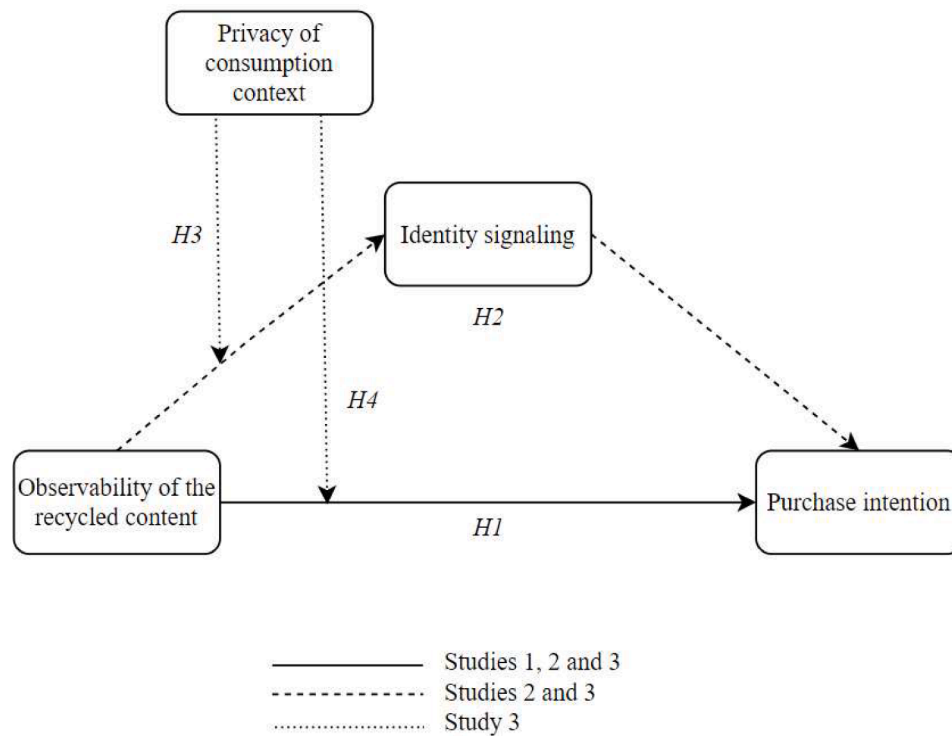 Privacy of
consumption
context
H3
Identity signaling
H2
H4
Observability of the
recycled content
H1
Purchase intention
Studies 1, 2 and 3
Studies 2 and 3
Study 3